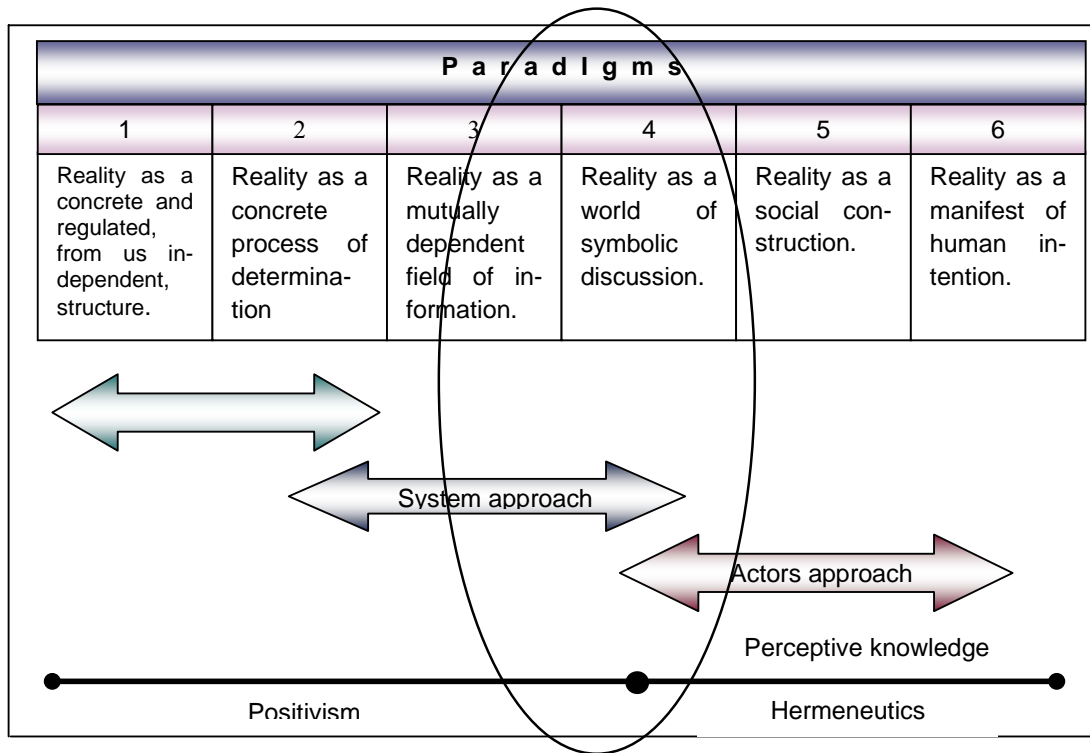 P a r a d I g m s
1 2 3 4 5 6
Reality as a
concrete and
regulated,
from us in-
dependent,
structure.
Reality as a
concrete
process of
determina-
tion
Reality as a
mutually
dependent
field of in-
formation.
Reality as a
world of
symbolic
discussion.
Reality as a
social con-
struction.
Reality as a
manifest of
human in-
tention.
System approach
Actors approach
Perceptive knowledge
Positivism
Hermeneutics